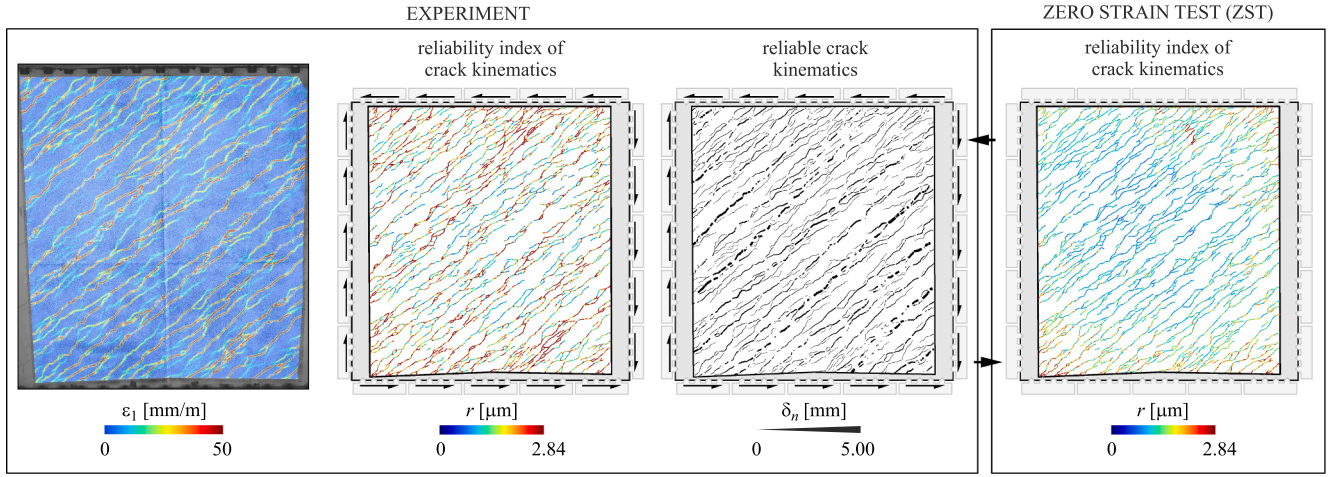 EXPERIMENT
ZERO STRAIN TEST (ZST)
reliability index of
crack kinematics
reliable crack
kinematics
reliability index of
crack kinematics
ε1 [mm/m]
0 50
r [μm]
0 2.84
δn [mm]
0 5.00
r [μm]
0 2.84